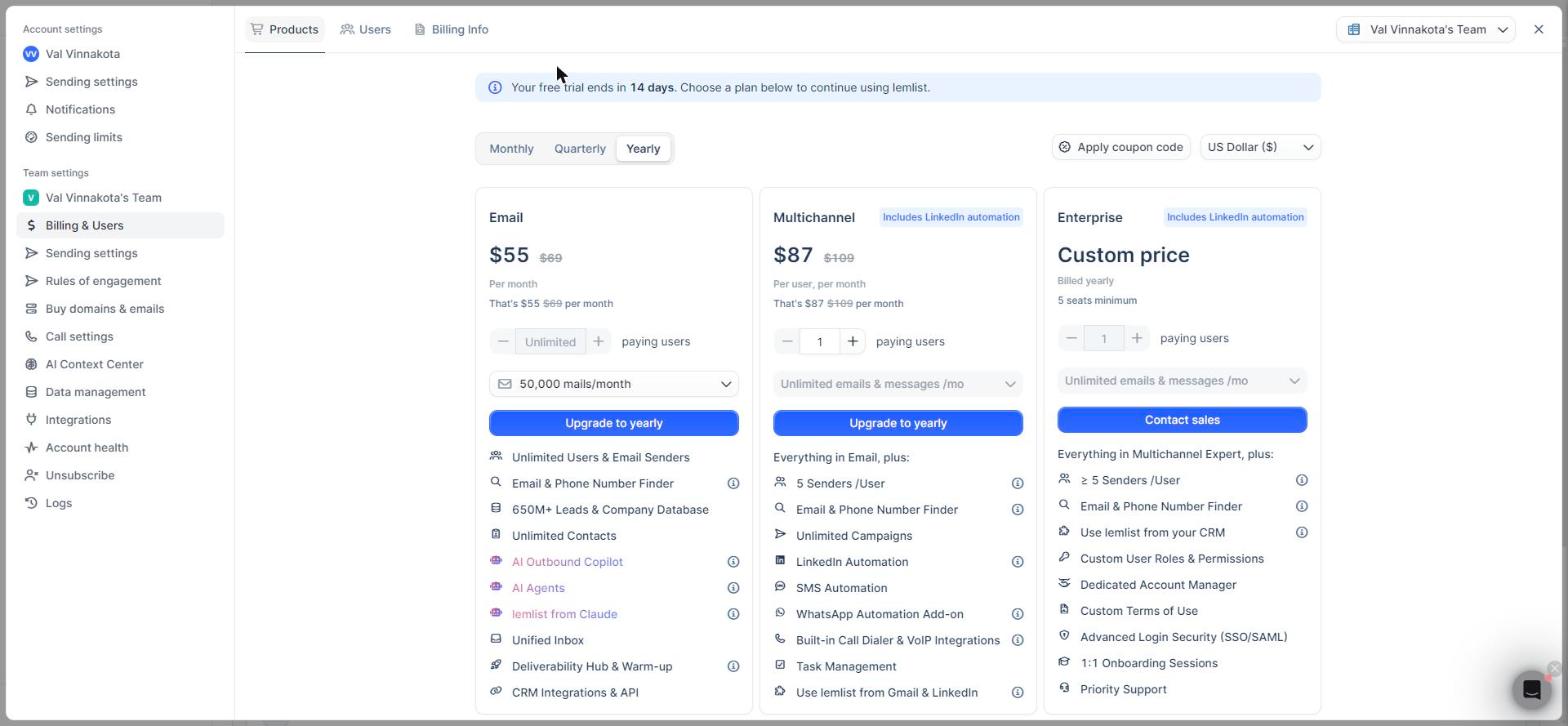 Account settings
VV Val Vinnakota
Sending settings
Notifications
Sending limits
Team settings
V Val Vinnakota's Team
Billing & Users
Sending settings
Rules of engagement
Buy domains & emails
Call settings
AI Context Center
Data management
Integrations
Account health
Unsubscribe
Logs
Products Users Billing Info
Val Vinnakota's Team
Your free trial ends in 14 days. Choose a plan below to continue using lemlist.
Monthly Quarterly Yearly
Apply coupon code US Dollar ($)
Email
$55 $69
Per month
That's $55 $69 per month
Unlimited paying users
50,000 mails/month
Upgrade to yearly
Unlimited Users & Email Senders
Email & Phone Number Finder
650M+ Leads & Company Database
Unlimited Contacts
AI Outbound Copilot
AI Agents
lemlist from Claude
Unified Inbox
Deliverability Hub & Warm-up
CRM Integrations & API
Multichannel Includes LinkedIn automation
$87 $109
Per user, per month
That's $87 $109 per month
1 paying users
Unlimited emails & messages /mo
Upgrade to yearly
Everything in Email, plus:
5 Senders /User
Email & Phone Number Finder
Unlimited Campaigns
LinkedIn Automation
SMS Automation
WhatsApp Automation Add-on
Built-in Call Dialer & VoIP Integrations
Task Management
Use lemlist from Gmail & LinkedIn
Enterprise Includes LinkedIn automation
Custom price
Billed yearly
5 seats minimum
1 paying users
Unlimited emails & messages /mo
Contact sales
Everything in Multichannel Expert, plus:
≥ 5 Senders /User
Email & Phone Number Finder
Use lemlist from your CRM
Custom User Roles & Permissions
Dedicated Account Manager
Custom Terms of Use
Advanced Login Security (SSO/SAML)
1:1 Onboarding Sessions
Priority Support